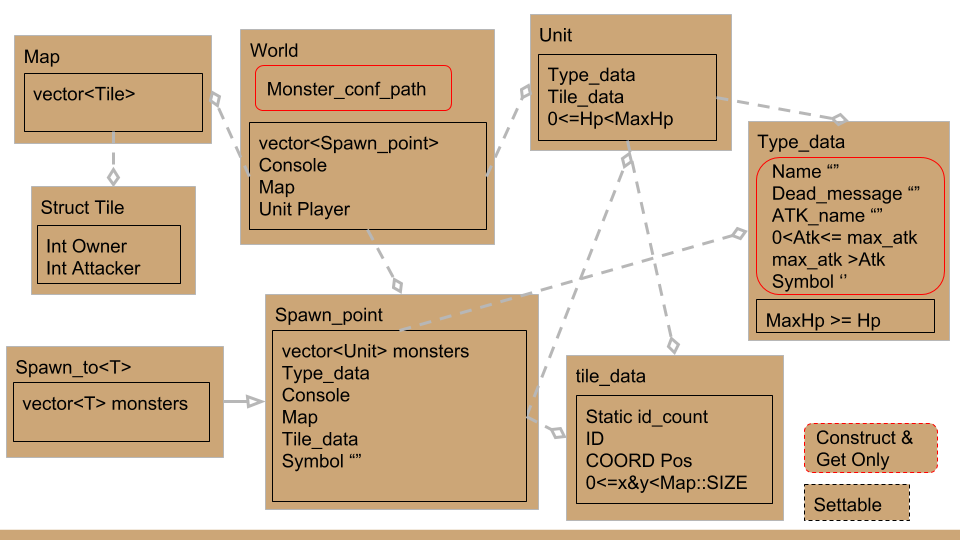 Map
vector<Tile>
Struct Tile
Int Owner
Int Attacker
World
Monster_conf_path
vector<Spawn_point>
Console
Map
Unit Player
Unit
Type_data
Tile_data
0<=Hp<MaxHp
Type_data
Name “”
Dead_message “”
ATK_name “”
0<Atk<= max_atk
max_atk >Atk
Symbol ‘’
MaxHp >= Hp
Spawn_to<T>
vector<T> monsters
Spawn_point
vector<Unit> monsters
Type_data
Console
Map
Tile_data
Symbol “”
tile_data
Static id_count
ID
COORD Pos
0<=x&y<Map::SIZE
Construct &
Get Only
Settable